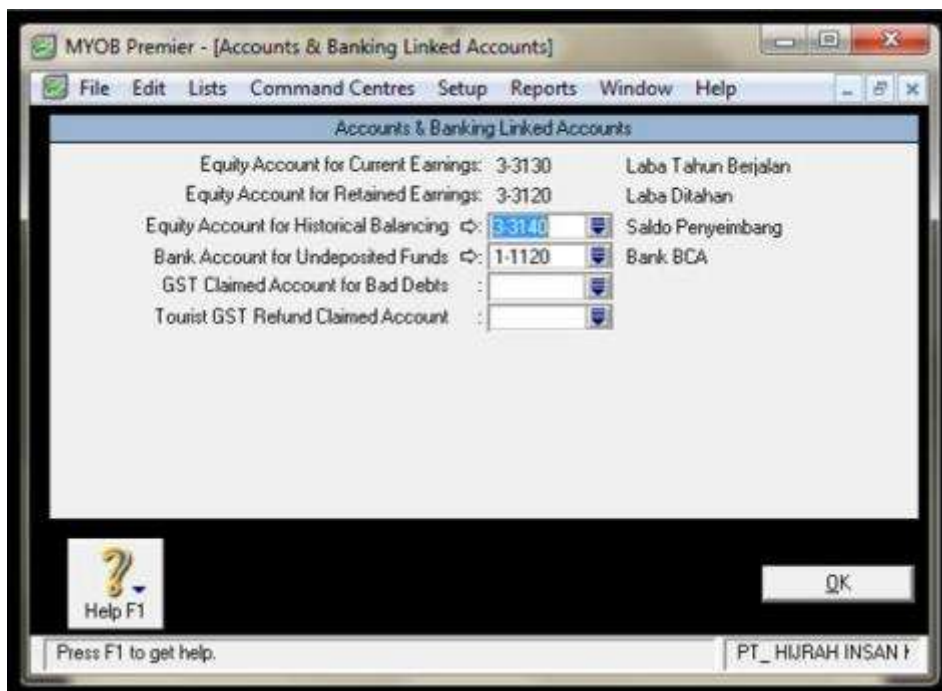 MYOB Premier - [Accounts & Banking Linked Accounts]
File Edit Lists Command Centres Setup Reports Window Help
Accounts & Banking Linked Accounts
Equity Account for Current Earnings: 3-3130 Laba Tahun Berjalan
Equity Account for Retained Earnings: 3-3120 Laba Ditahan
Equity Account for Historical Balancing ⇨: 3-3140 Saldo Penyeimbang
Bank Account for Undeposited Funds ⇨: 1-1120 Bank BCA
GST Claimed Account for Bad Debts :
Tourist GST Refund Claimed Account :
Help F1
OK
Press F1 to get help. PT_ HIJRAH INSAN